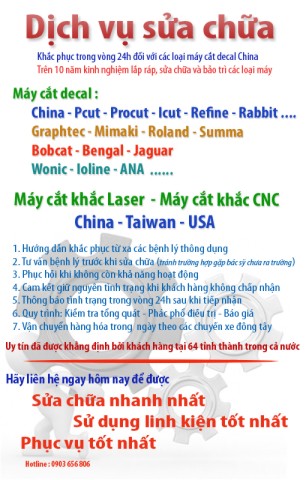 Dịch vụ sửa chữa
Khắc phục trong vòng 24h đối với các loại máy cắt decal China
Trên 10 năm kinh nghiệm lắp ráp, sửa chữa và bảo trì các loại máy
Máy cắt decal :
China - Pcut - Procut - Icut - Refine - Rabbit ....
Graphtec - Mimaki - Roland - Summa
Bobcat - Bengal - Jaguar
Wonic - Ioline - ANA ......
Máy cắt khắc Laser - Máy cắt khắc CNC
China - Taiwan - USA
1. Hướng dẫn khắc phục từ xa các bệnh lý thông dụng
2. Tư vấn bệnh lý trước khi sửa chữa (tránh trường hợp gặp bác sỹ chưa ra trường)
3. Phục hồi khi không còn khả năng hoạt động
4. Cam kết giữ nguyên tình trạng khi khách hàng không chấp nhận
5. Thông báo tình trạng trong vòng 24h sau khi tiếp nhận
6. Quy trình: Kiểm tra tổng quát - Phác phổ điều trị - Báo giá
7. Vận chuyển hàng hóa trong ngày theo các chuyến xe đông tây
Uy tín đã được khẳng định bởi khách hàng tại 64 tỉnh thành trong cả nước
Hãy liên hệ ngay hôm nay để được
Sửa chữa nhanh nhất
Sử dụng linh kiện tốt nhất
Phục vụ tốt nhất
Hotline : 0903 656 806